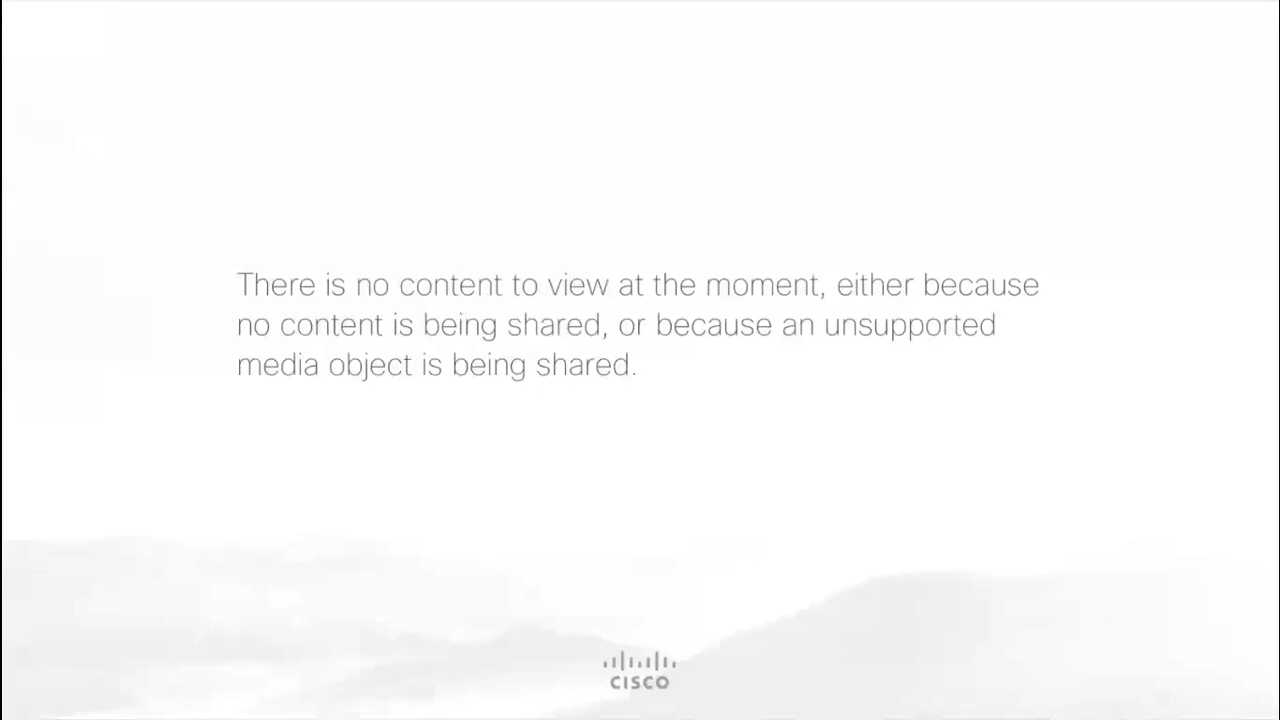 There is no content to view at the moment, either because
no content is being shared, or because an unsupported
media object is being shared.
CISCO